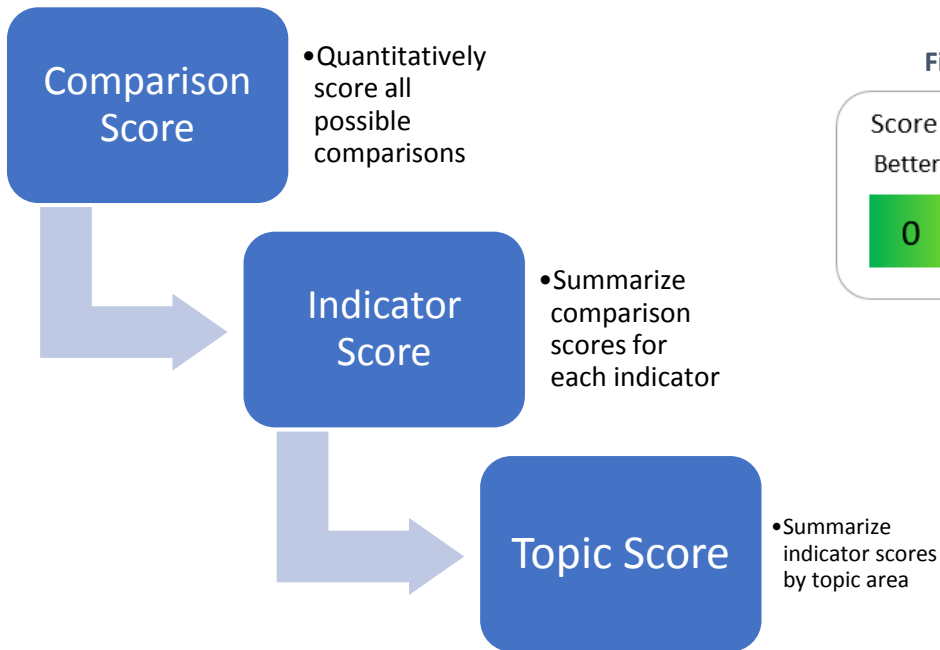 Comparison
Score
•Quantitatively
score all
possible
comparisons
Fi
Score
Better
0
Indicator
Score
•Summarize
comparison
scores for
each indicator
Topic Score
•Summarize
indicator scores
by topic area